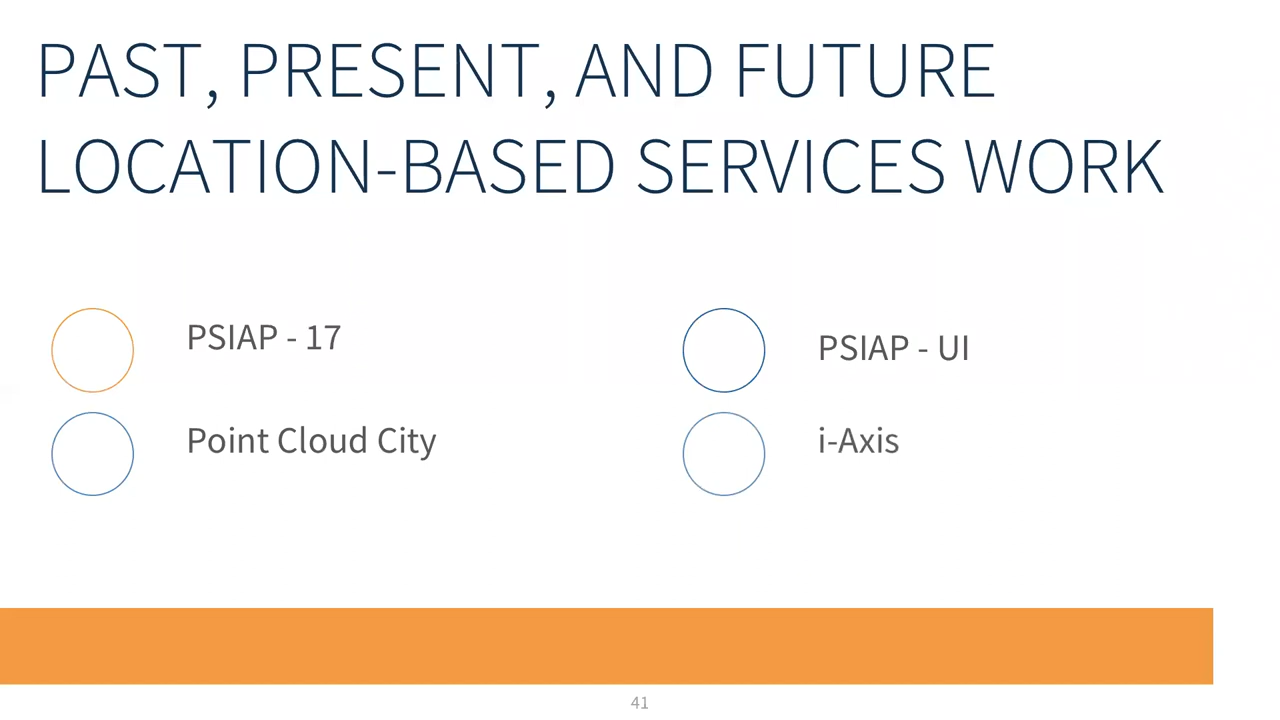 PAST, PRESENT, AND FUTURE
LOCATION-BASED SERVICES WORK
PSIAP - 17
Point Cloud City
PSIAP - UI
i-Axis
41